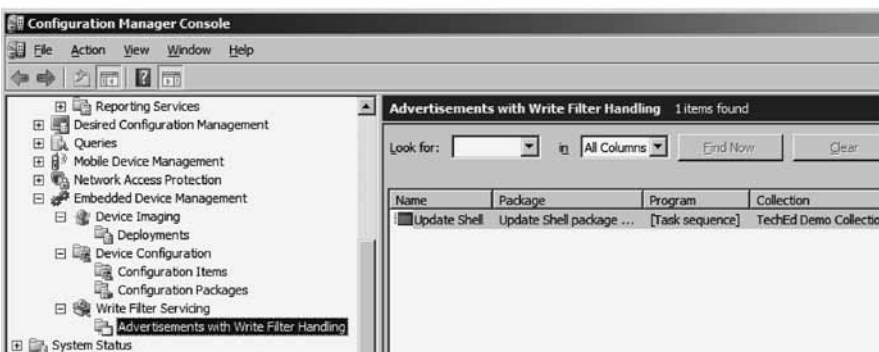 Configuration Manager Console
File Action View Window Help
Reporting Services
Desired Configuration Management
Queries
Mobile Device Management
Network Access Protection
Embedded Device Management
Device Imaging
Deployments
Device Configuration
Configuration Items
Configuration Packages
Write Filter Servicing
Advertisements with Write Filter Handling
System Status
Advertisements with Write Filter Handling 1 items found
Look for: in All Columns Find Now Clear
Name Package Program Collection
Update Shell Update Shell package ... [Task sequence] TechEd Demo Collectio